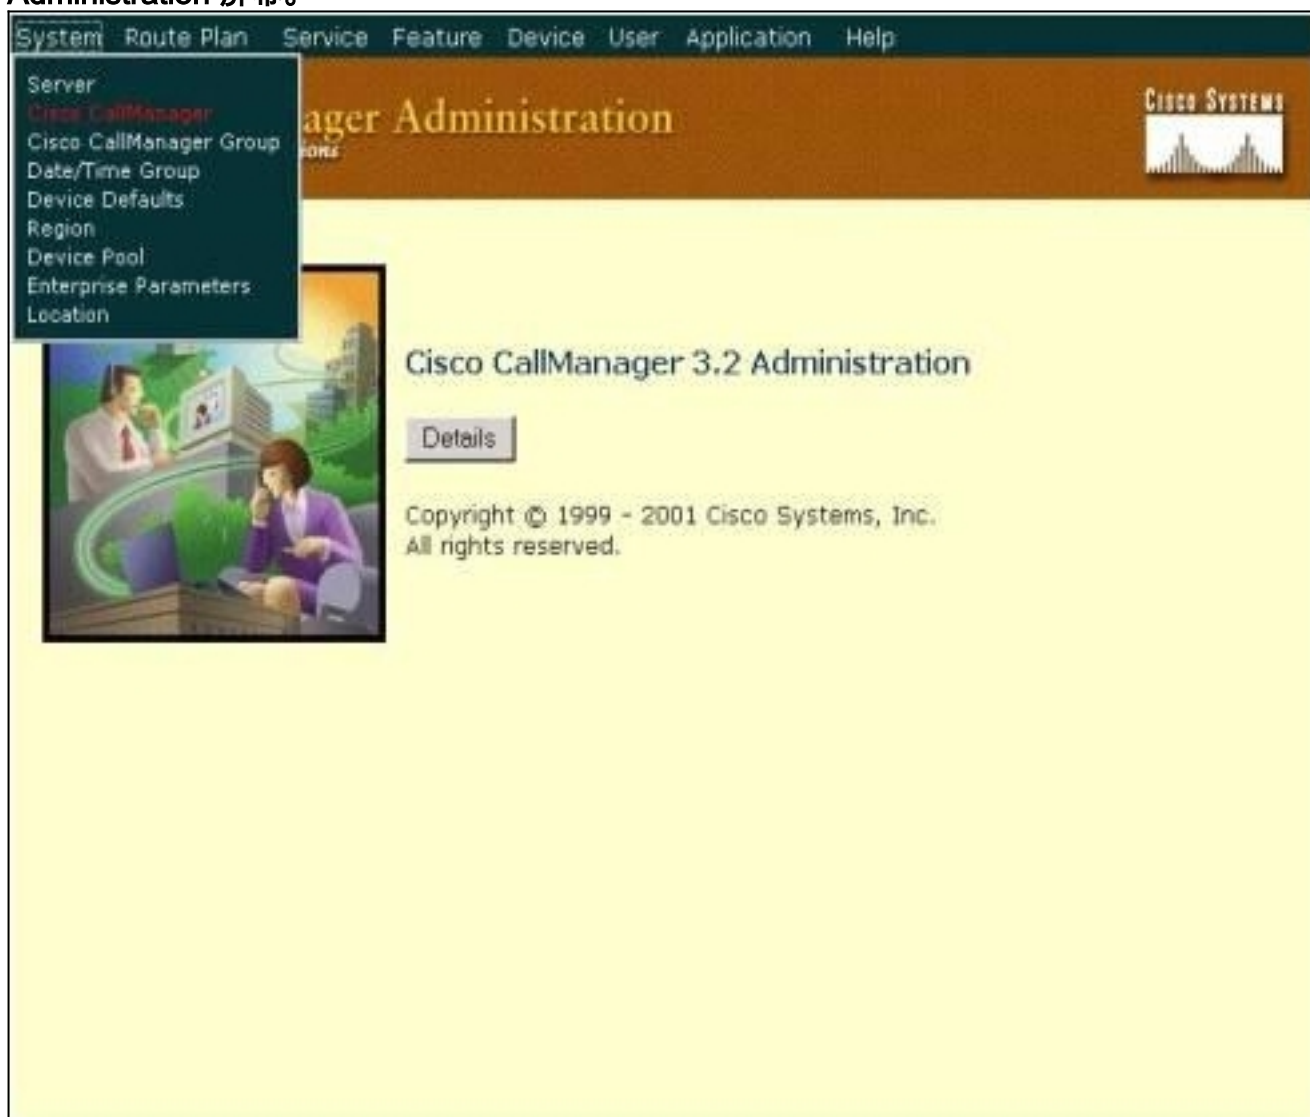 System Route Plan Service Feature Device User Application Help
Server
Cisco CallManager
Cisco CallManager Group
Date/Time Group
Device Defaults
Region
Device Pool
Enterprise Parameters
Location
ager Administration
ions
CISCO SYSTEMS
Cisco CallManager 3.2 Administration
Details
Copyright © 1999 - 2001 Cisco Systems, Inc.
All rights reserved.